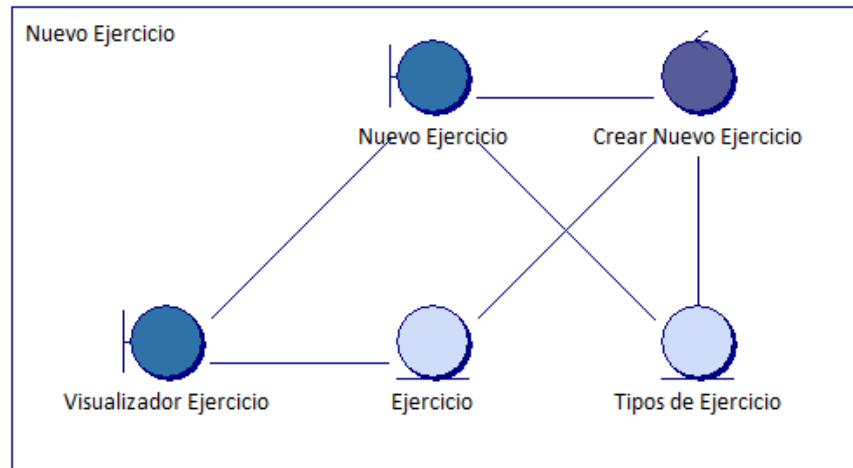 Nuevo Ejercicio
Nuevo Ejercicio
Crear Nuevo Ejercicio
Visualizador Ejercicio
Ejercicio
Tipos de Ejercicio